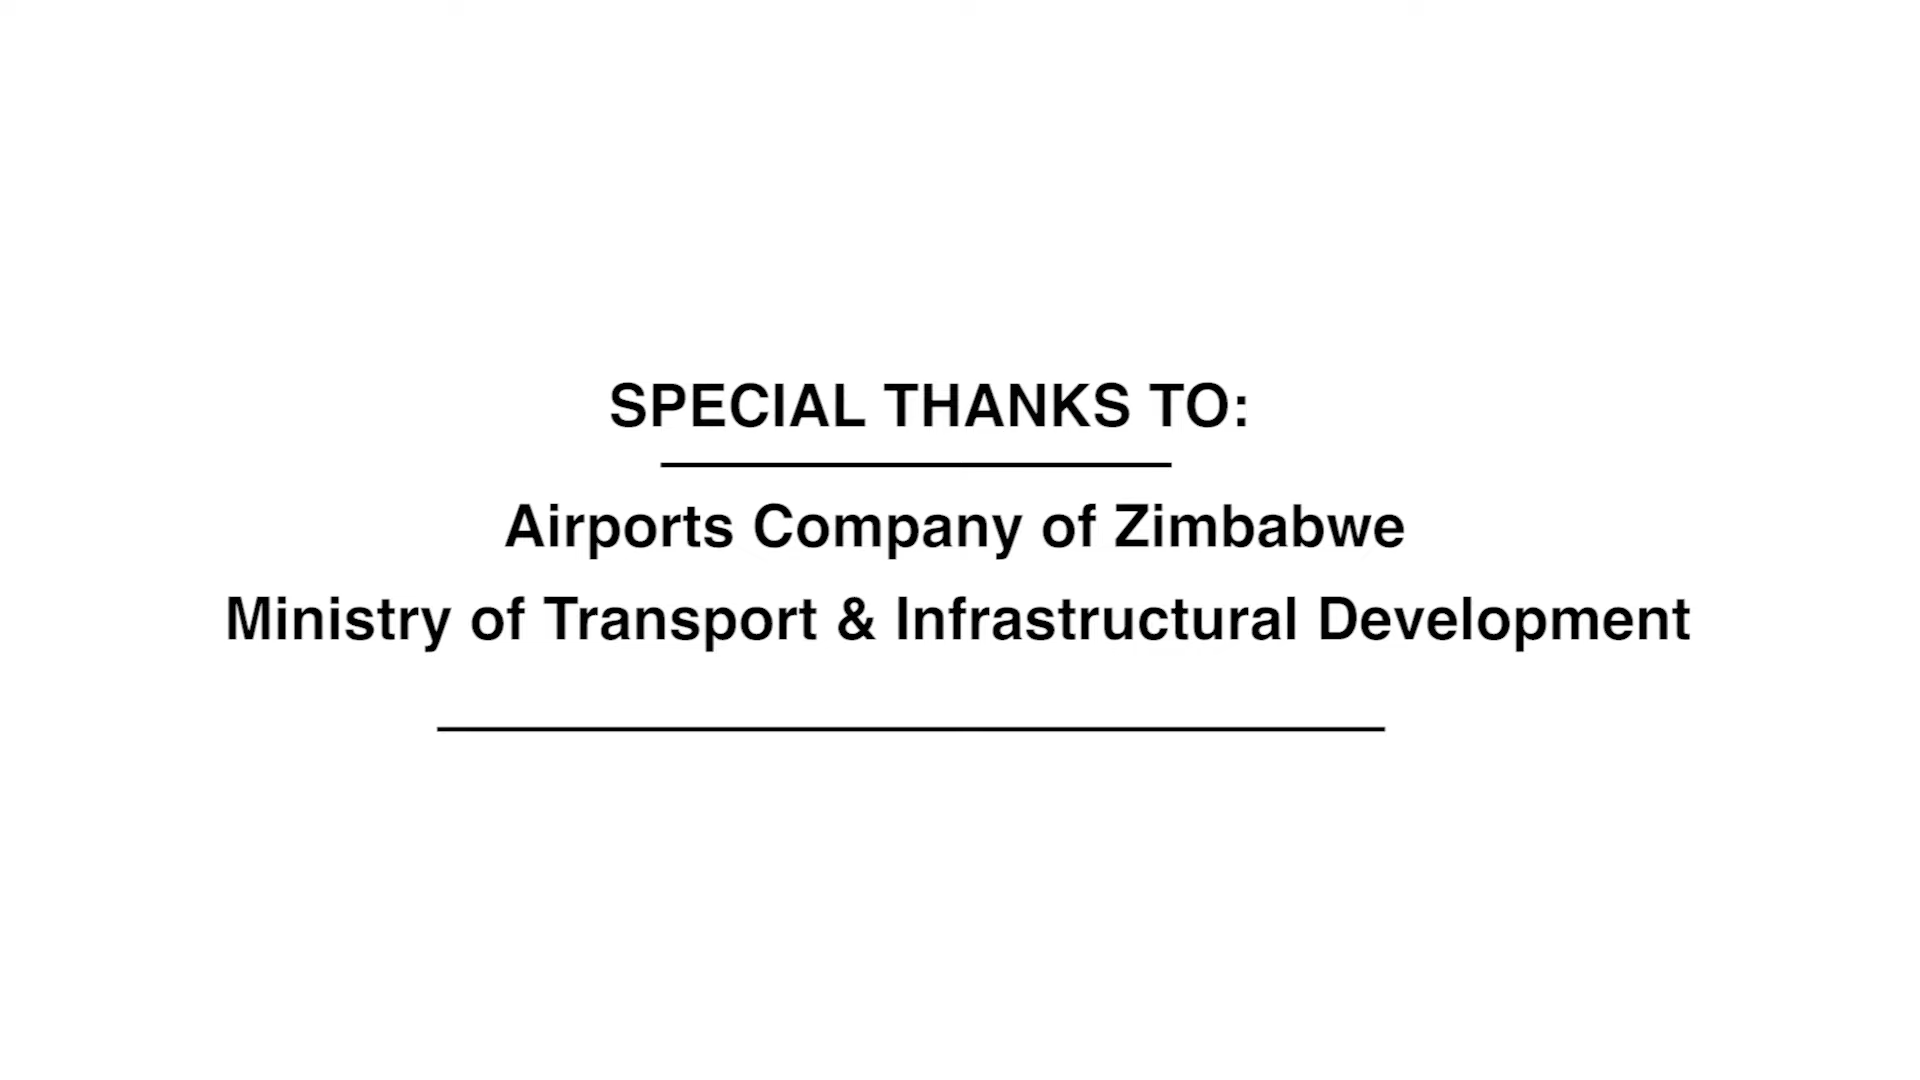 SPECIAL THANKS TO:
Airports Company of Zimbabwe
Ministry of Transport & Infrastructural Development